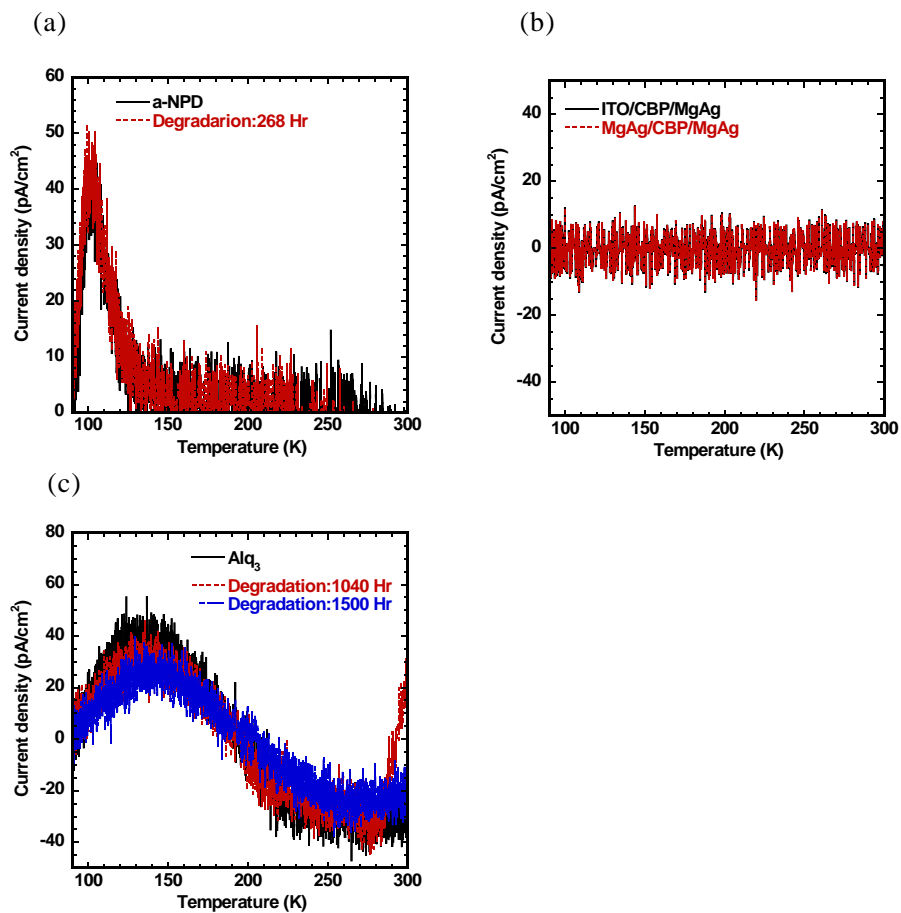 (a)
(b)
60
50
40
30
20
10
0
Current density (pA/cm²)
a-NPD
Degradarion:268 Hr
100 150 200 250 300
Temperature (K)
40
20
0
-20
-40
Current density (pA/cm²)
ITO/CBP/MgAg
MgAg/CBP/MgAg
100 150 200 250 300
Temperature (K)
(c)
80
60
40
20
0
-20
-40
Current density (pA/cm²)
Alq₃
Degradation:1040 Hr
Degradation:1500 Hr
100 150 200 250 300
Temperature (K)